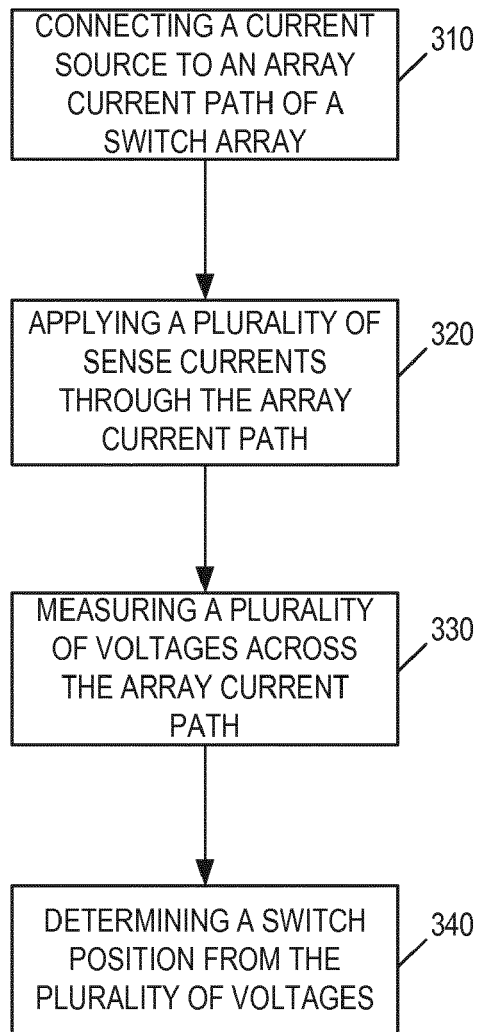 CONNECTING A CURRENT
SOURCE TO AN ARRAY
CURRENT PATH OF A
SWITCH ARRAY
310
APPLYING A PLURALITY OF
SENSE CURRENTS
THROUGH THE ARRAY
CURRENT PATH
320
MEASURING A PLURALITY
OF VOLTAGES ACROSS
THE ARRAY CURRENT
PATH
330
DETERMINING A SWITCH
POSITION FROM THE
PLURALITY OF VOLTAGES
340